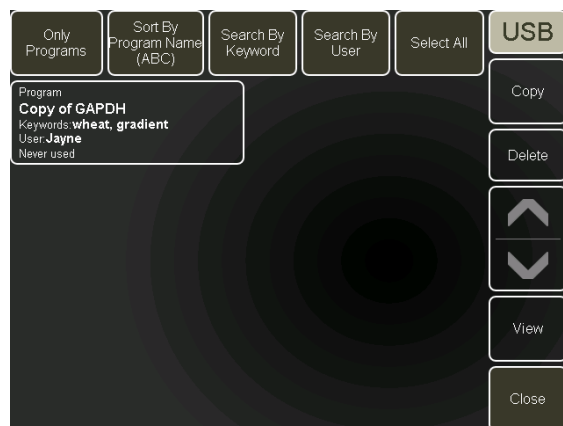 Only
Programs
Sort By
Program Name
(ABC)
Search By
Keyword
Search By
User
Select All
USB
Program
Copy of GAPDH
Keywords:wheat, gradient
User:Jayne
Never used
Copy
Delete
View
Close